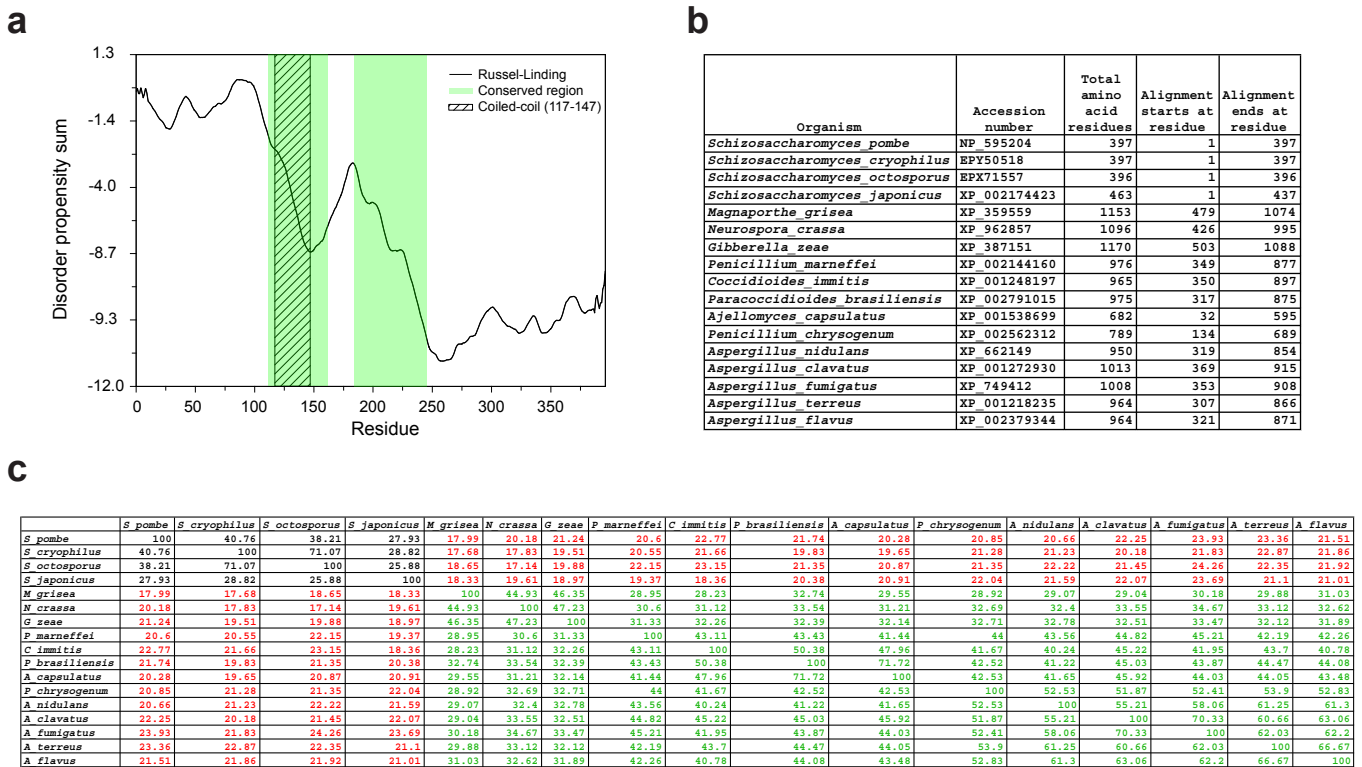 a
1.3
-1.4
-4.0
-8.7
-9.3
-12.0
Disorder propensity sum
0 50 100 150 200 250 300 350
Residue
Russel-Linding
Conserved region
Coiled-coil (117-147)
b
Organism Accession number Total amino acid residues Alignment starts at residue Alignment ends at residue
Schizosaccharomyces_pombe NP_595204 397 1 397
Schizosaccharomyces_cryophilus EPY50518 397 1 397
Schizosaccharomyces_octosporus EPX71557 396 1 396
Schizosaccharomyces_japonicus XP_002174423 463 1 437
Magnaporthe_grisea XP_359559 1153 479 1074
Neurospora_crassa XP_962857 1096 426 995
Gibberella_zeae XP_387151 1170 503 1088
Penicillium_marneffei XP_002144160 976 349 877
Coccidioides_immitis XP_001248197 965 350 897
Paracoccidioides_brasiliensis XP_002791015 975 317 875
Ajellomyces_capsulatus XP_001538699 682 32 595
Penicillium_chrysogenum XP_002562312 789 134 689
Aspergillus_nidulans XP_662149 950 319 854
Aspergillus_clavatus XP_001272930 1013 369 915
Aspergillus_fumigatus XP_749412 1008 353 908
Aspergillus_terreus XP_001218235 964 307 866
Aspergillus_flavus XP_002379344 964 321 871
c
S_pombe S_cryophilus S_octosporus S_japonicus M_grisea N_crassa G_zeae P_marneffei C_immitis P_brasiliensis A_capsulatus P_chrysogenum A_nidulans A_clavatus A_fumigatus A_terreus A_flavus
S_pombe 100 40.76 38.21 27.93 17.99 20.18 21.24 20.6 22.77 21.74 20.28 20.85 20.66 22.25 23.93 23.36 21.51
S_cryophilus 40.76 100 71.07 28.82 17.68 17.83 19.51 20.55 21.66 19.83 19.65 21.28 21.23 20.18 21.83 22.87 21.86
S_octosporus 38.21 71.07 100 25.88 18.65 17.14 19.88 22.15 23.15 21.35 20.87 21.35 22.22 21.45 24.26 22.35 21.92
S_japonicus 27.93 28.82 25.88 100 18.33 19.61 18.97 19.37 18.36 20.38 20.91 22.04 21.59 22.07 23.69 21.1 21.01
M_grisea 17.99 17.68 18.65 18.33 100 44.93 46.35 28.95 28.23 32.74 29.55 28.92 29.07 29.04 30.18 29.88 31.03
N_crassa 20.18 17.83 17.14 19.61 44.93 100 47.23 30.6 31.12 33.54 31.21 32.69 32.4 33.55 34.67 33.12 32.62
G_zeae 21.24 19.51 19.88 18.97 46.35 47.23 100 31.33 32.26 32.39 32.14 32.71 32.78 32.51 33.47 32.12 31.89
P_marneffei 20.6 20.55 22.15 19.37 28.95 30.6 31.33 100 43.11 43.43 41.44 44 43.56 44.82 45.21 42.19 42.26
C_immitis 22.77 21.66 23.15 18.36 28.23 31.12 32.26 43.11 100 50.38 47.96 41.67 40.24 45.22 41.95 43.7 40.78
P_brasiliensis 21.74 19.83 21.35 20.38 32.74 33.54 32.39 43.43 50.38 100 71.72 42.52 41.22 45.03 43.87 44.47 44.08
A_capsulatus 20.28 19.65 20.87 20.91 29.55 31.21 32.14 41.44 47.96 71.72 100 42.53 41.65 45.92 44.03 44.05 43.48
P_chrysogenum 20.85 21.28 21.35 22.04 28.92 32.69 32.71 44 41.67 42.52 42.53 100 52.53 51.87 52.41 53.9 52.83
A_nidulans 20.66 21.23 22.22 21.59 29.07 32.4 32.78 43.56 40.24 41.22 41.65 52.53 100 55.21 58.06 61.25 61.3
A_clavatus 22.25 20.18 21.45 22.07 29.04 33.55 32.51 44.82 45.22 45.03 45.92 51.87 55.21 100 70.33 60.66 63.06
A_fumigatus 23.93 21.83 24.26 23.69 30.18 34.67 33.47 45.21 41.95 43.87 44.03 52.41 58.06 70.33 100 62.03 62.2
A_terreus 23.36 22.87 22.35 21.1 29.88 33.12 32.12 42.19 43.7 44.47 44.05 53.9 61.25 60.66 62.03 100 66.67
A_flavus 21.51 21.86 21.92 21.01 31.03 32.62 31.89 42.26 40.78 44.08 43.48 52.83 61.3 63.06 62.2 66.67 100